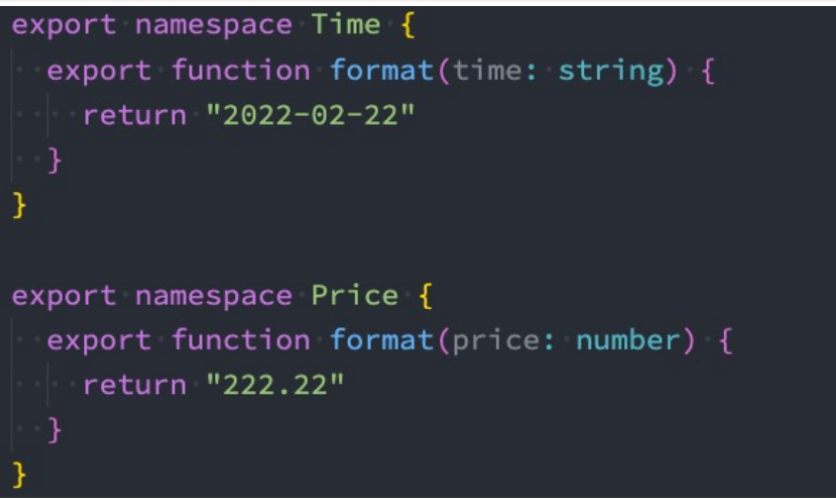 export namespace Time {
export function format(time: string) {
return "2022-02-22"
}
}
export namespace Price {
export function format(price: number) {
return "222.22"
}
}